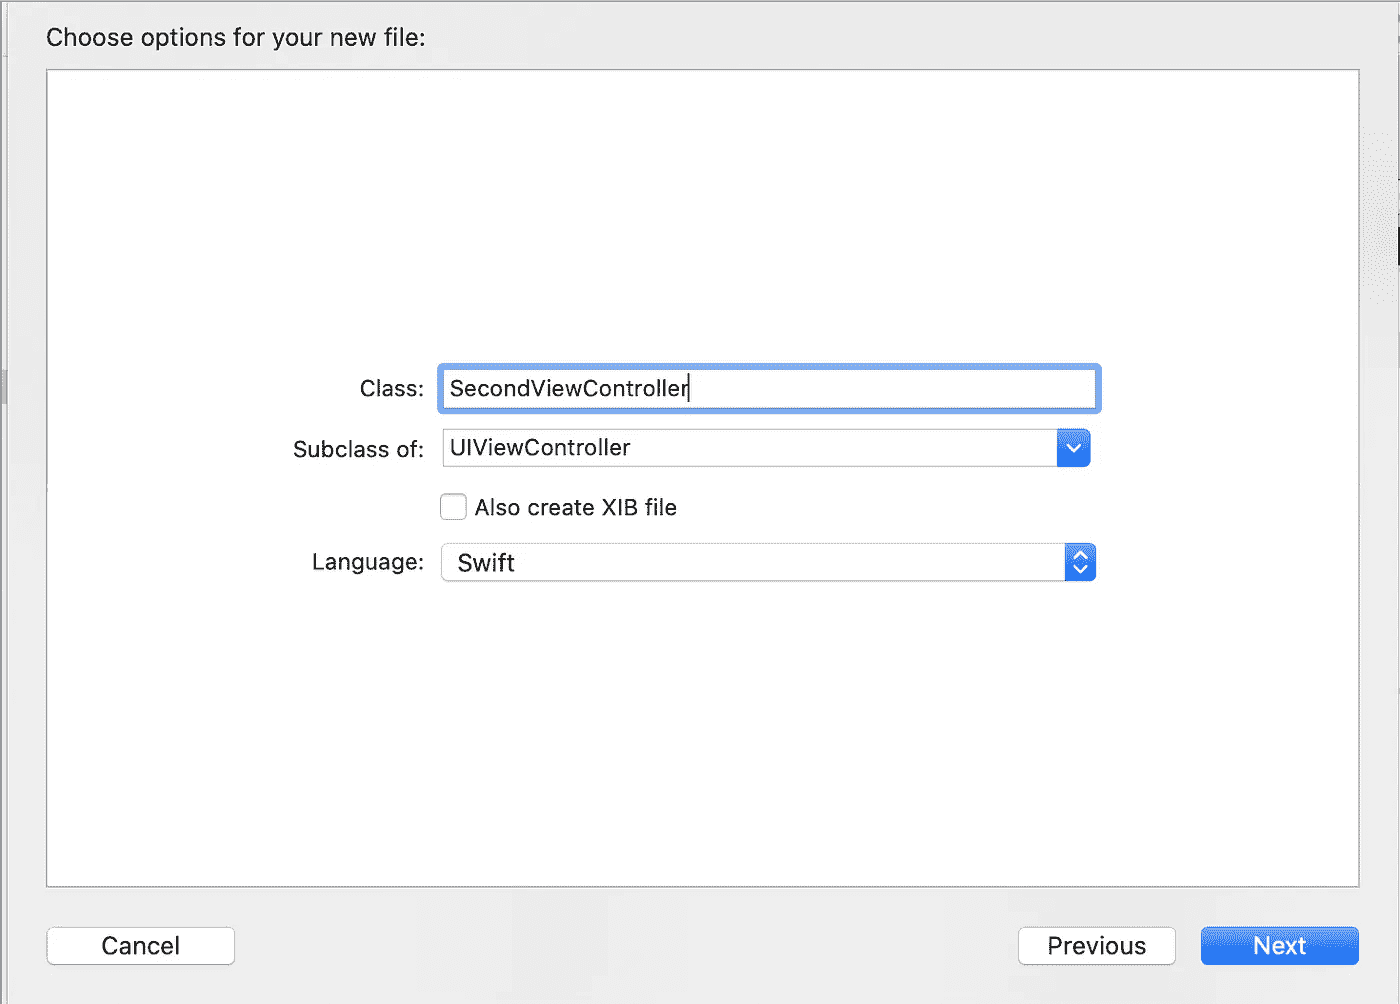 Choose options for your new file:
Class: SecondViewController
Subclass of: UIViewController
Also create XIB file
Language: Swift
Cancel Previous Next